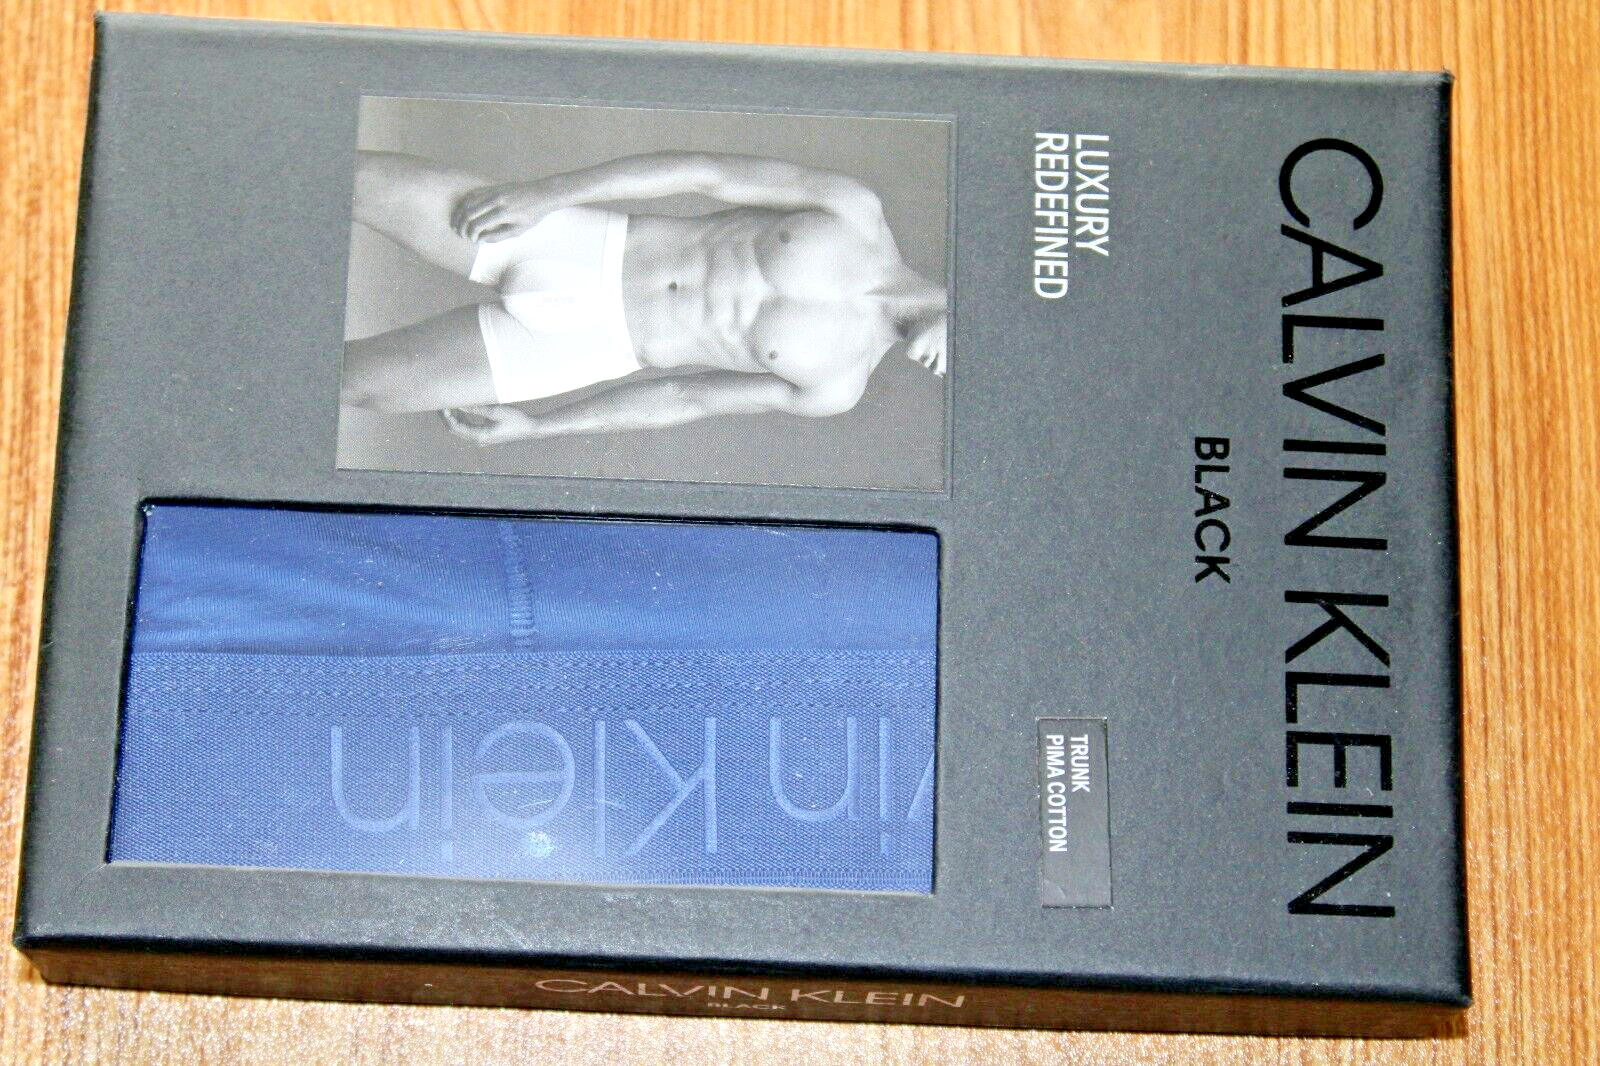 CALVIN KLEIN
BLACK
LUXURY
REDEFINED
TRUNK
PIMA COTTON
vin klein
CALVIN KLEIN
BLACK